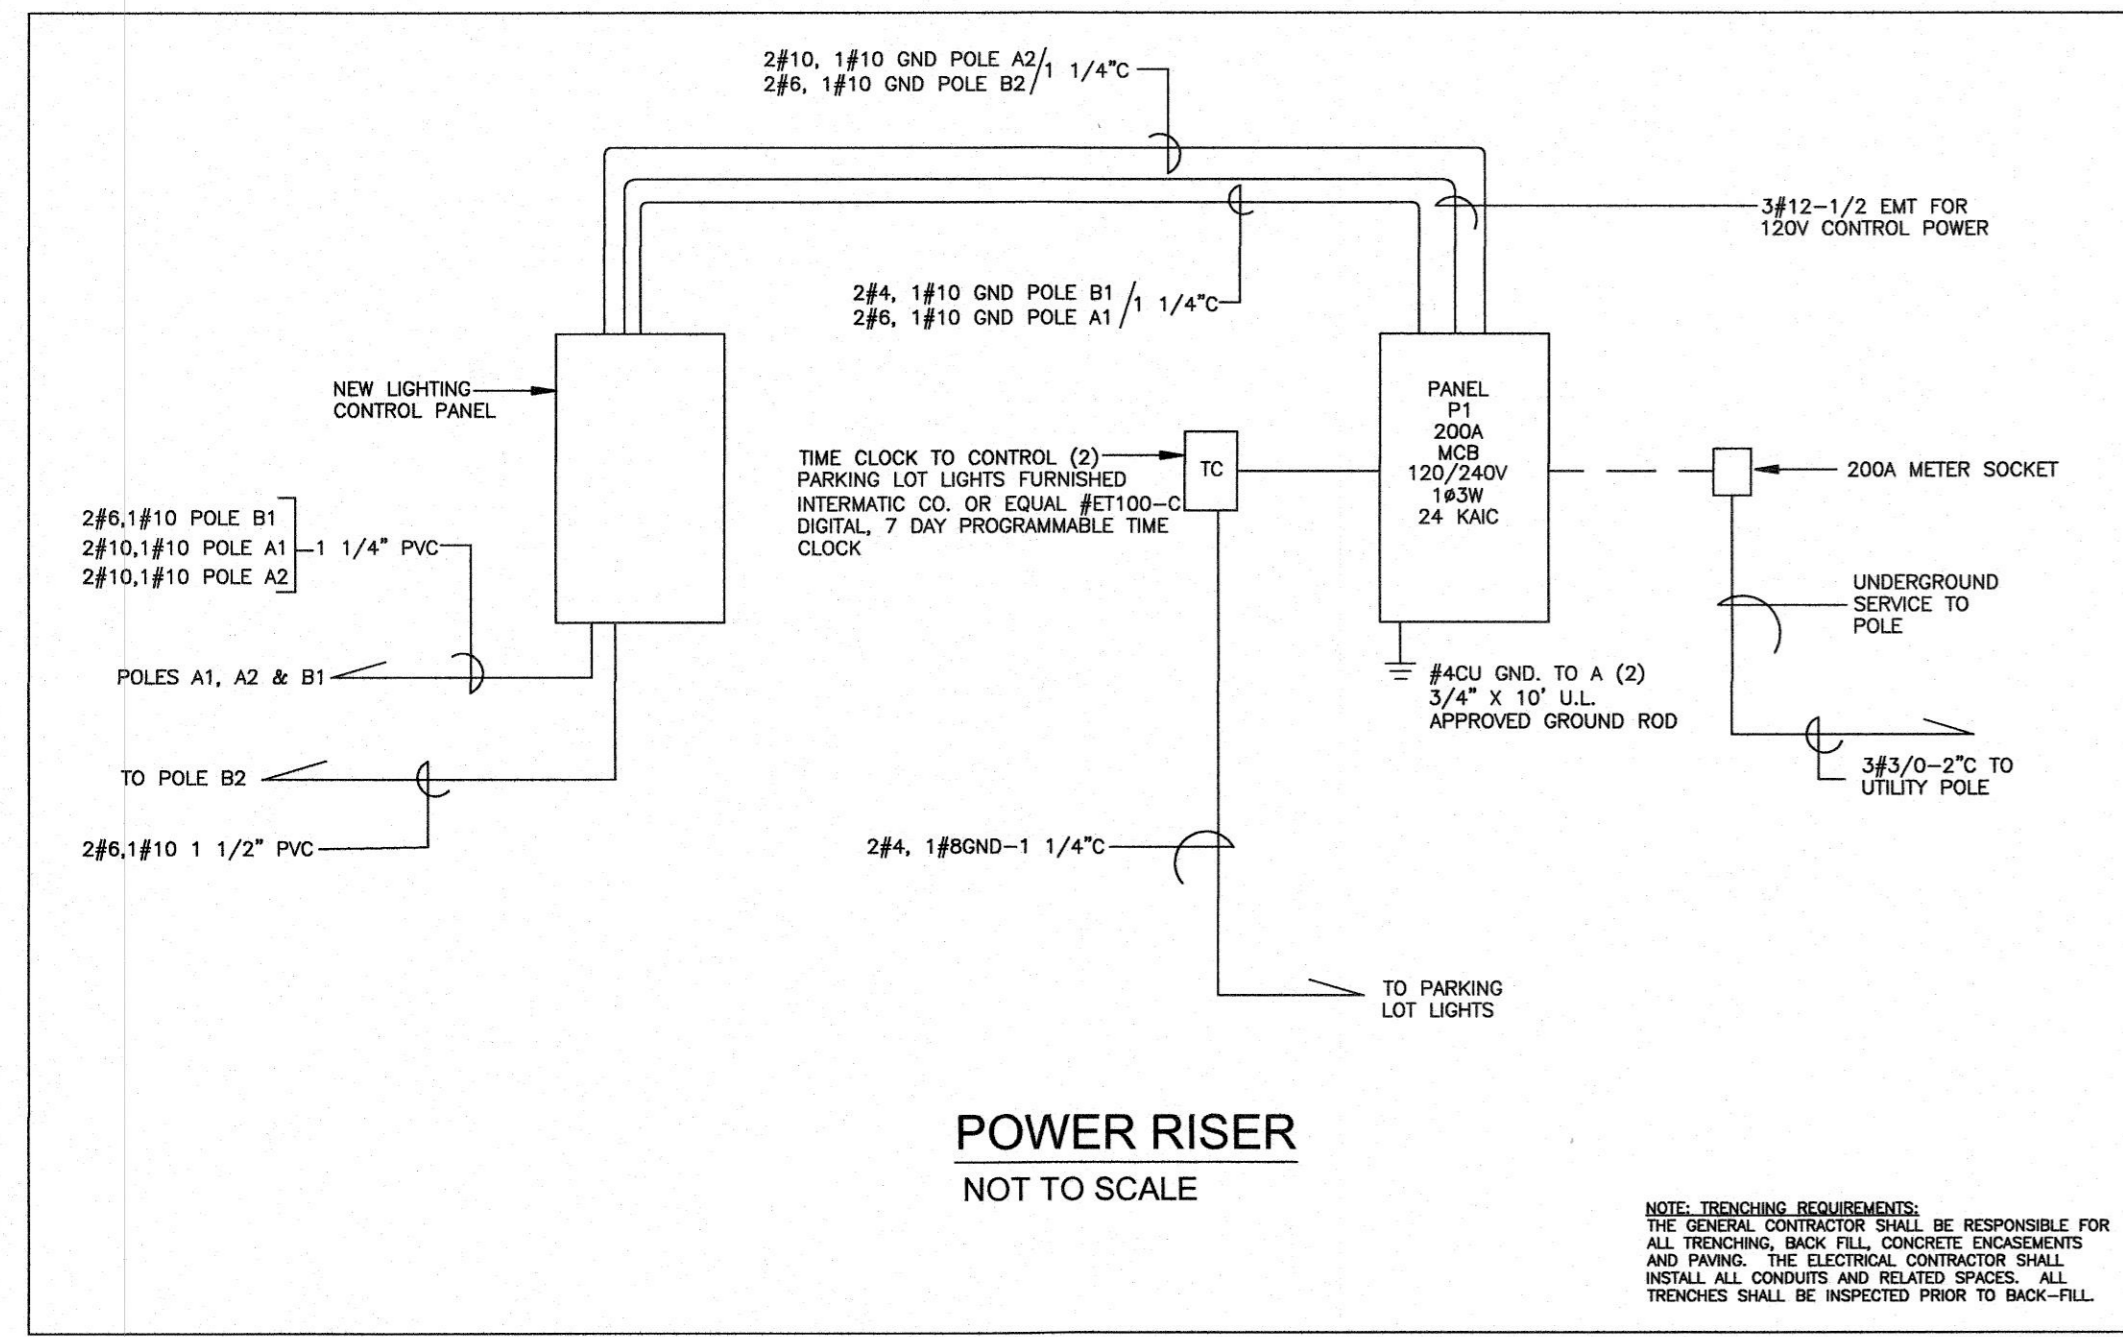 2#10, 1#10 GND POLE A2/1 1/4"C
2#6, 1#10 GND POLE B2
3#12-1/2 EMT FOR
120V CONTROL POWER
2#4, 1#10 GND POLE B1/1 1/4"C
2#6, 1#10 GND POLE A1
NEW LIGHTING
CONTROL PANEL
PANEL
P1
200A
MCB
120/240V
1ø3W
24 KAIC
TIME CLOCK TO CONTROL (2)
PARKING LOT LIGHTS FURNISHED
INTERMATIC CO. OR EQUAL #ET100-C
DIGITAL, 7 DAY PROGRAMMABLE TIME
CLOCK
TC
200A METER SOCKET
2#6,1#10 POLE B1
2#10,1#10 POLE A1
2#10,1#10 POLE A2
1 1/4" PVC
UNDERGROUND
SERVICE TO
POLE
POLES A1, A2 & B1
#4CU GND. TO A (2)
3/4" X 10' U.L.
APPROVED GROUND ROD
TO POLE B2
3#3/0-2"C TO
UTILITY POLE
2#6,1#10 1 1/2" PVC
2#4, 1#8GND-1 1/4"C
TO PARKING
LOT LIGHTS
POWER RISER
NOT TO SCALE
NOTE: TRENCHING REQUIREMENTS:
THE GENERAL CONTRACTOR SHALL BE RESPONSIBLE FOR
ALL TRENCHING, BACK FILL, CONCRETE ENCASEMENTS
AND PAVING. THE ELECTRICAL CONTRACTOR SHALL
INSTALL ALL CONDUITS AND RELATED SPACES. ALL
TRENCHES SHALL BE INSPECTED PRIOR TO BACK-FILL.